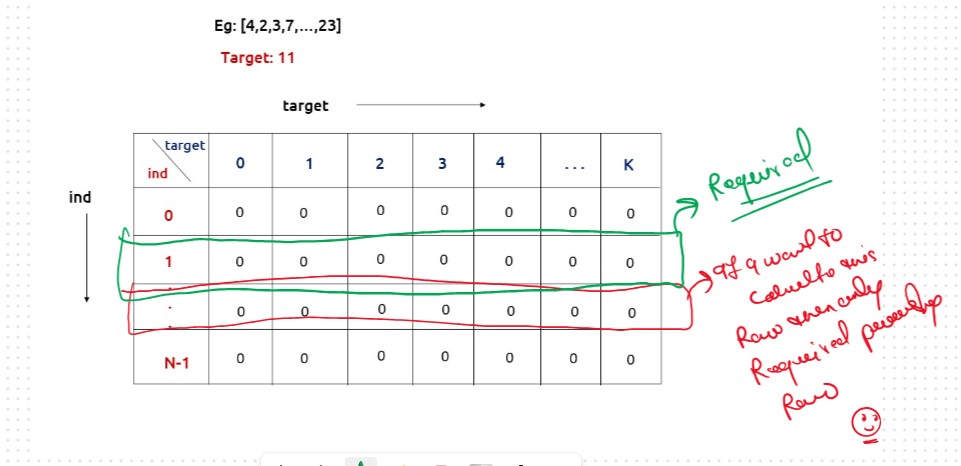 Eg: [4,2,3,7,...,23]
Target: 11
target
target
ind
0 1 2 3 4 ... K
ind
0 0 0 0 0 0 0 0
1 0 0 0 0 0 0 0
. 0 0 0 0 0 0 0
N-1 0 0 0 0 0 0 0
Required
If I want to
this
Row then only
Required
Row